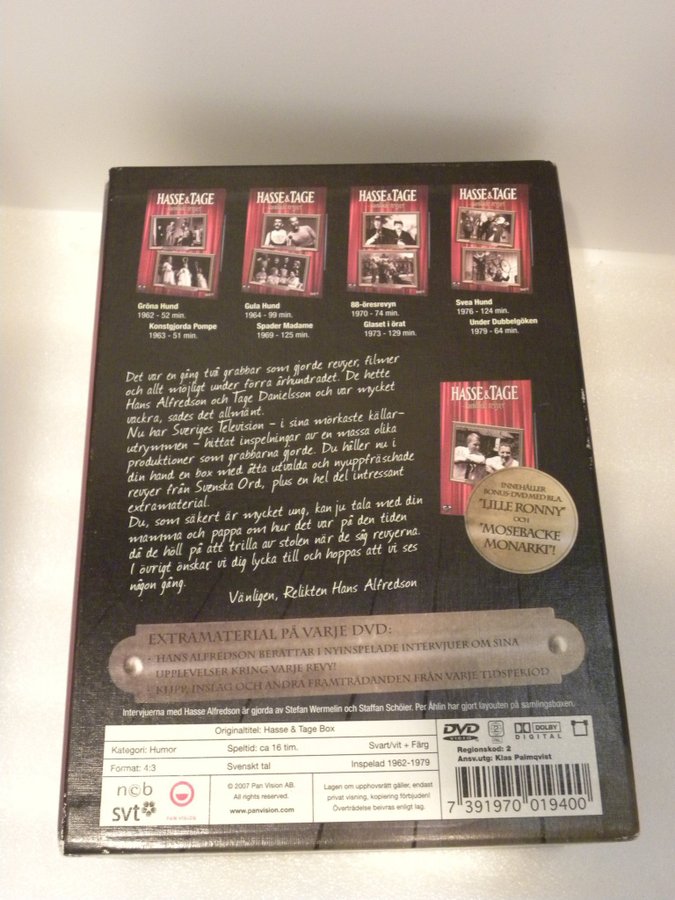 HASSE & TAGE
HASSE & TAGE
HASSE & TAGE
HASSE & TAGE
samlade revyer
Gröna Hund
1962 - 52 min.
Konstgjorda Pompe
1963 - 51 min.
Gula Hund
1964 - 99 min.
Spader Madame
1969 - 125 min.
88-öresrevyn
1970 - 74 min.
Glaset i örat
1973 - 129 min.
Svea Hund
1976 - 124 min.
Under Dubbelgöken
1979 - 64 min.
Det var en gång två grabbar som gjorde revyer, filmer
och allt möjligt under förra århundradet. De hette
Hans Alfredson och Tage Danielsson och var mycket
vackra, sades det allmänt.
Nu har Sveriges Television - i sina mörkaste källar-
utrymmen - hittat inspelningar av en massa olika
produktioner som grabbarna gjorde. Du håller nu i
din hand en box med åtta utvalda och nyuppfräschade
revyer från Svenska Ord, plus en hel del intressant
extramaterial.
Du, som säkert är mycket ung, kan ju tala med din
mamma och pappa om hur det var på den tiden
då de höll på att trilla av stolen när de såg revyerna.
I övrigt önskar vi dig lycka till och hoppas att vi ses
någon gång.
Vänligen, Relikten Hans Alfredson
HASSE & TAGE
samlade revyer
INNEHÅLLER
BONUS-DVD MED BL.A.
"LILLE RONNY"
OCH
"MOSEBACKE
MONARKI"!
EXTRAMATERIAL PÅ VARJE DVD:
- HANS ALFREDSON BERÄTTAR I NYINSPELADE INTERVJUER OM SINA
UPPLEVELSER KRING VARJE REVY!
- KLIPP, INSLAG OCH ANDRA FRAMTRÄDANDEN FRÅN VARJE TIDSPERIOD
Intervjuerna med Hasse Alfredson är gjorda av Stefan Wermelin och Staffan Schöier. Per Åhlin har gjort layouten på samlingsboxen.
Originaltitel: Hasse & Tage Box
Kategori: Humor
Speltid: ca 16 tim.
Svart/vit + Färg
Format: 4:3
Svenskt tal
Inspelad 1962-1979
ncb
svt
PAN VISION
© 2007 Pan Vision AB.
All rights reserved.
www.panvision.com
Lagen om upphovsrätt gäller, endast
privat visning, kopiering förbjuden!
Överträdelse beivras enligt lag.
DVD
VIDEO
2
DOLBY
DIGITAL
Regionskod: 2
Ansv.utg: Klas Palmqvist
7 391970 019400